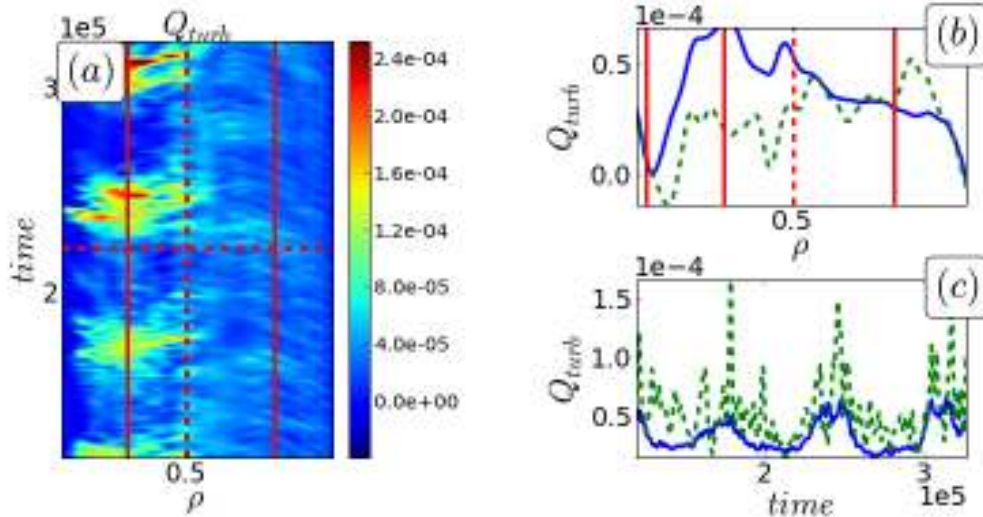 1e5
Q_turb
(a)
3
2
time
0.5
ρ
2.4e-04
2.0e-04
1.6e-04
1.2e-04
8.0e-05
4.0e-05
0.0e+00
1e-4
(b)
0.5
0.0
Q_turb
0.5
ρ
1e-4
(c)
1.5
1.0
0.5
Q_turb
2
3
1e5
time